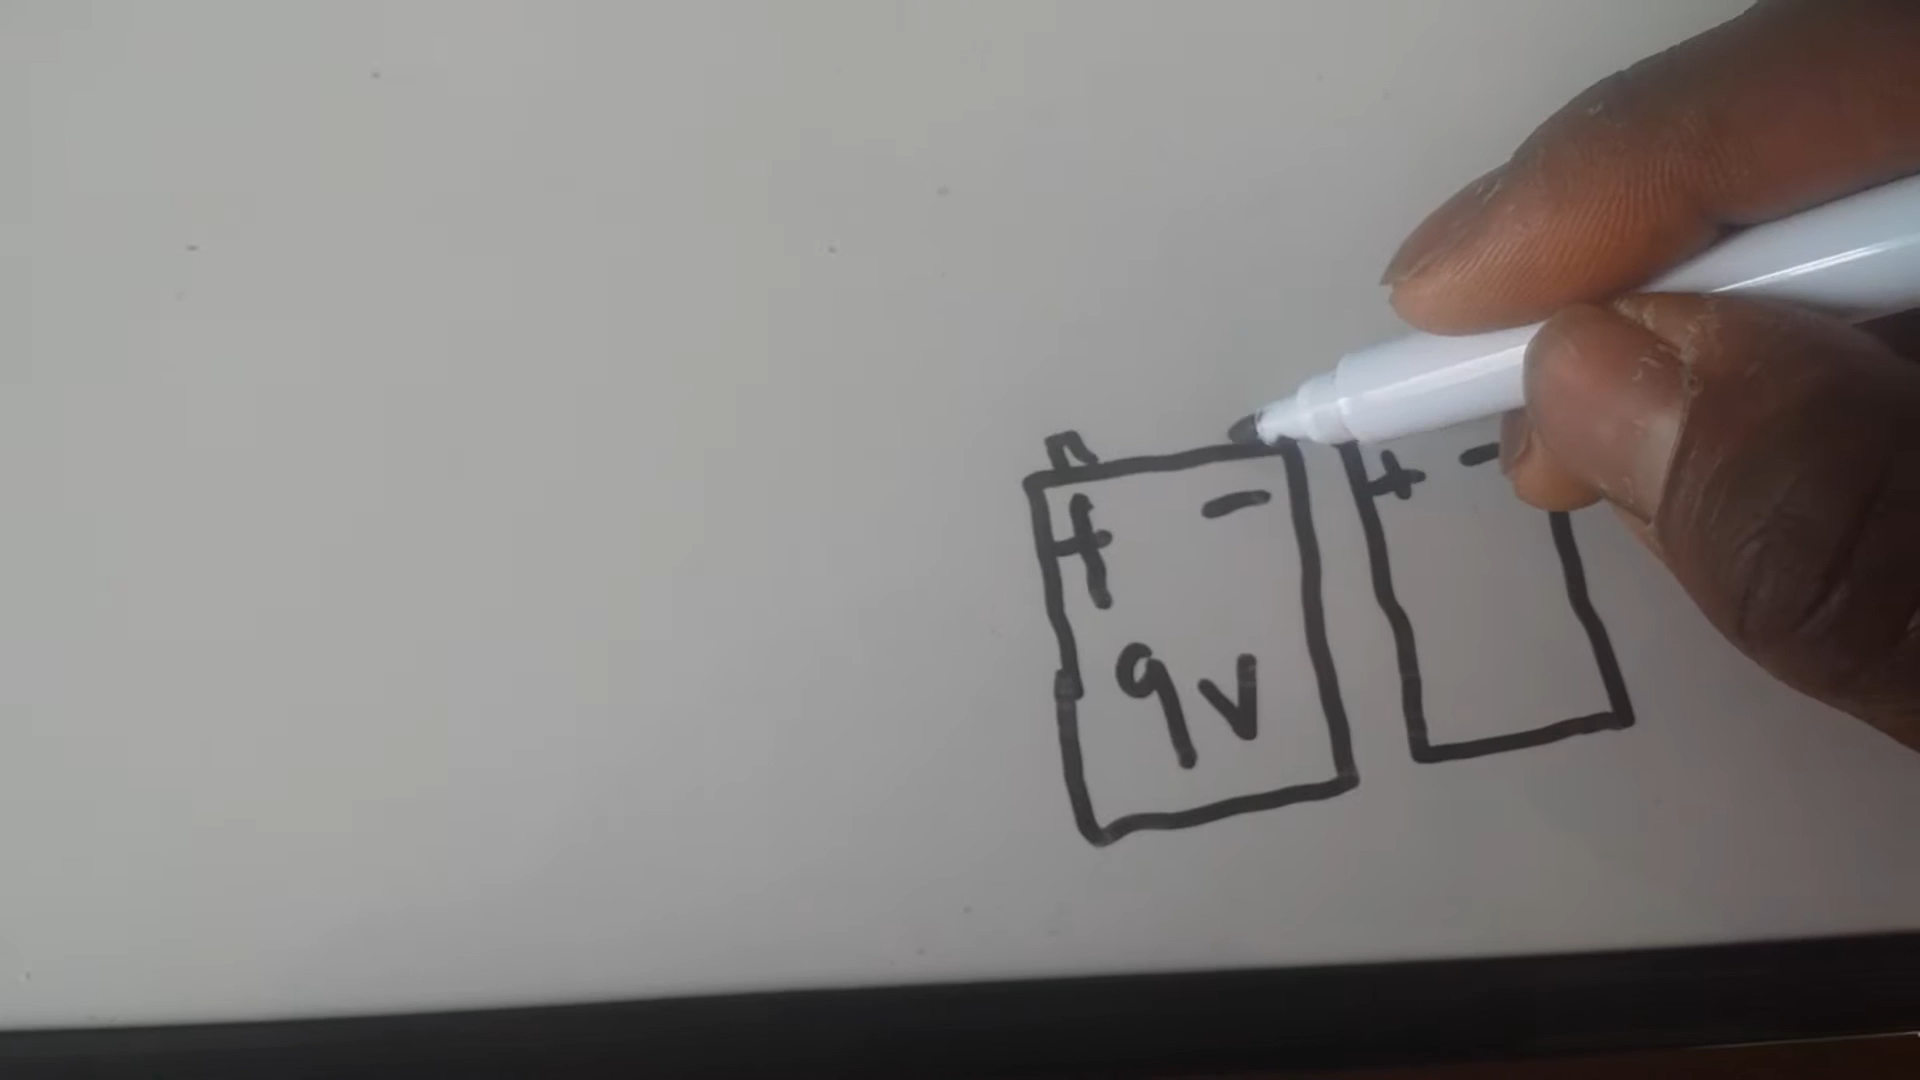 + -
+ -
9v